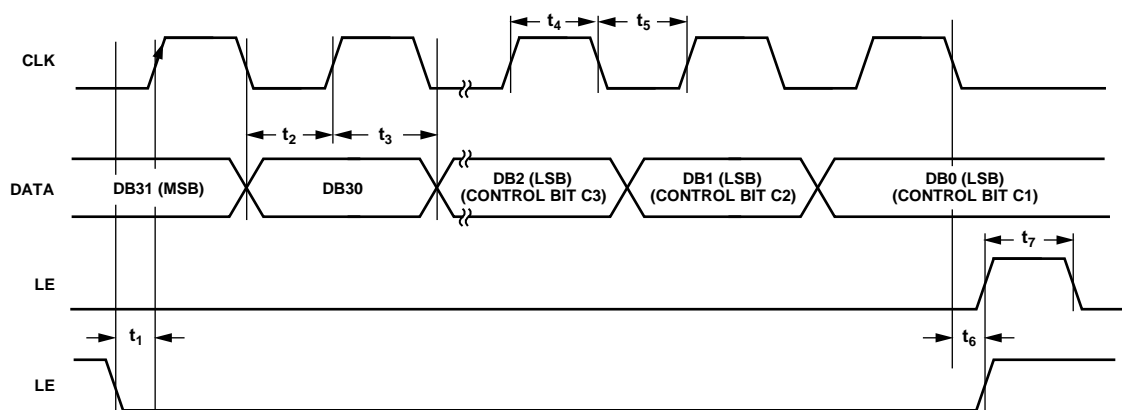 t4
t5
CLK
t2
t3
DATA
DB31 (MSB)
DB30
DB2 (LSB)
(CONTROL BIT C3)
DB1 (LSB)
(CONTROL BIT C2)
DB0 (LSB)
(CONTROL BIT C1)
t7
LE
t1
t6
LE